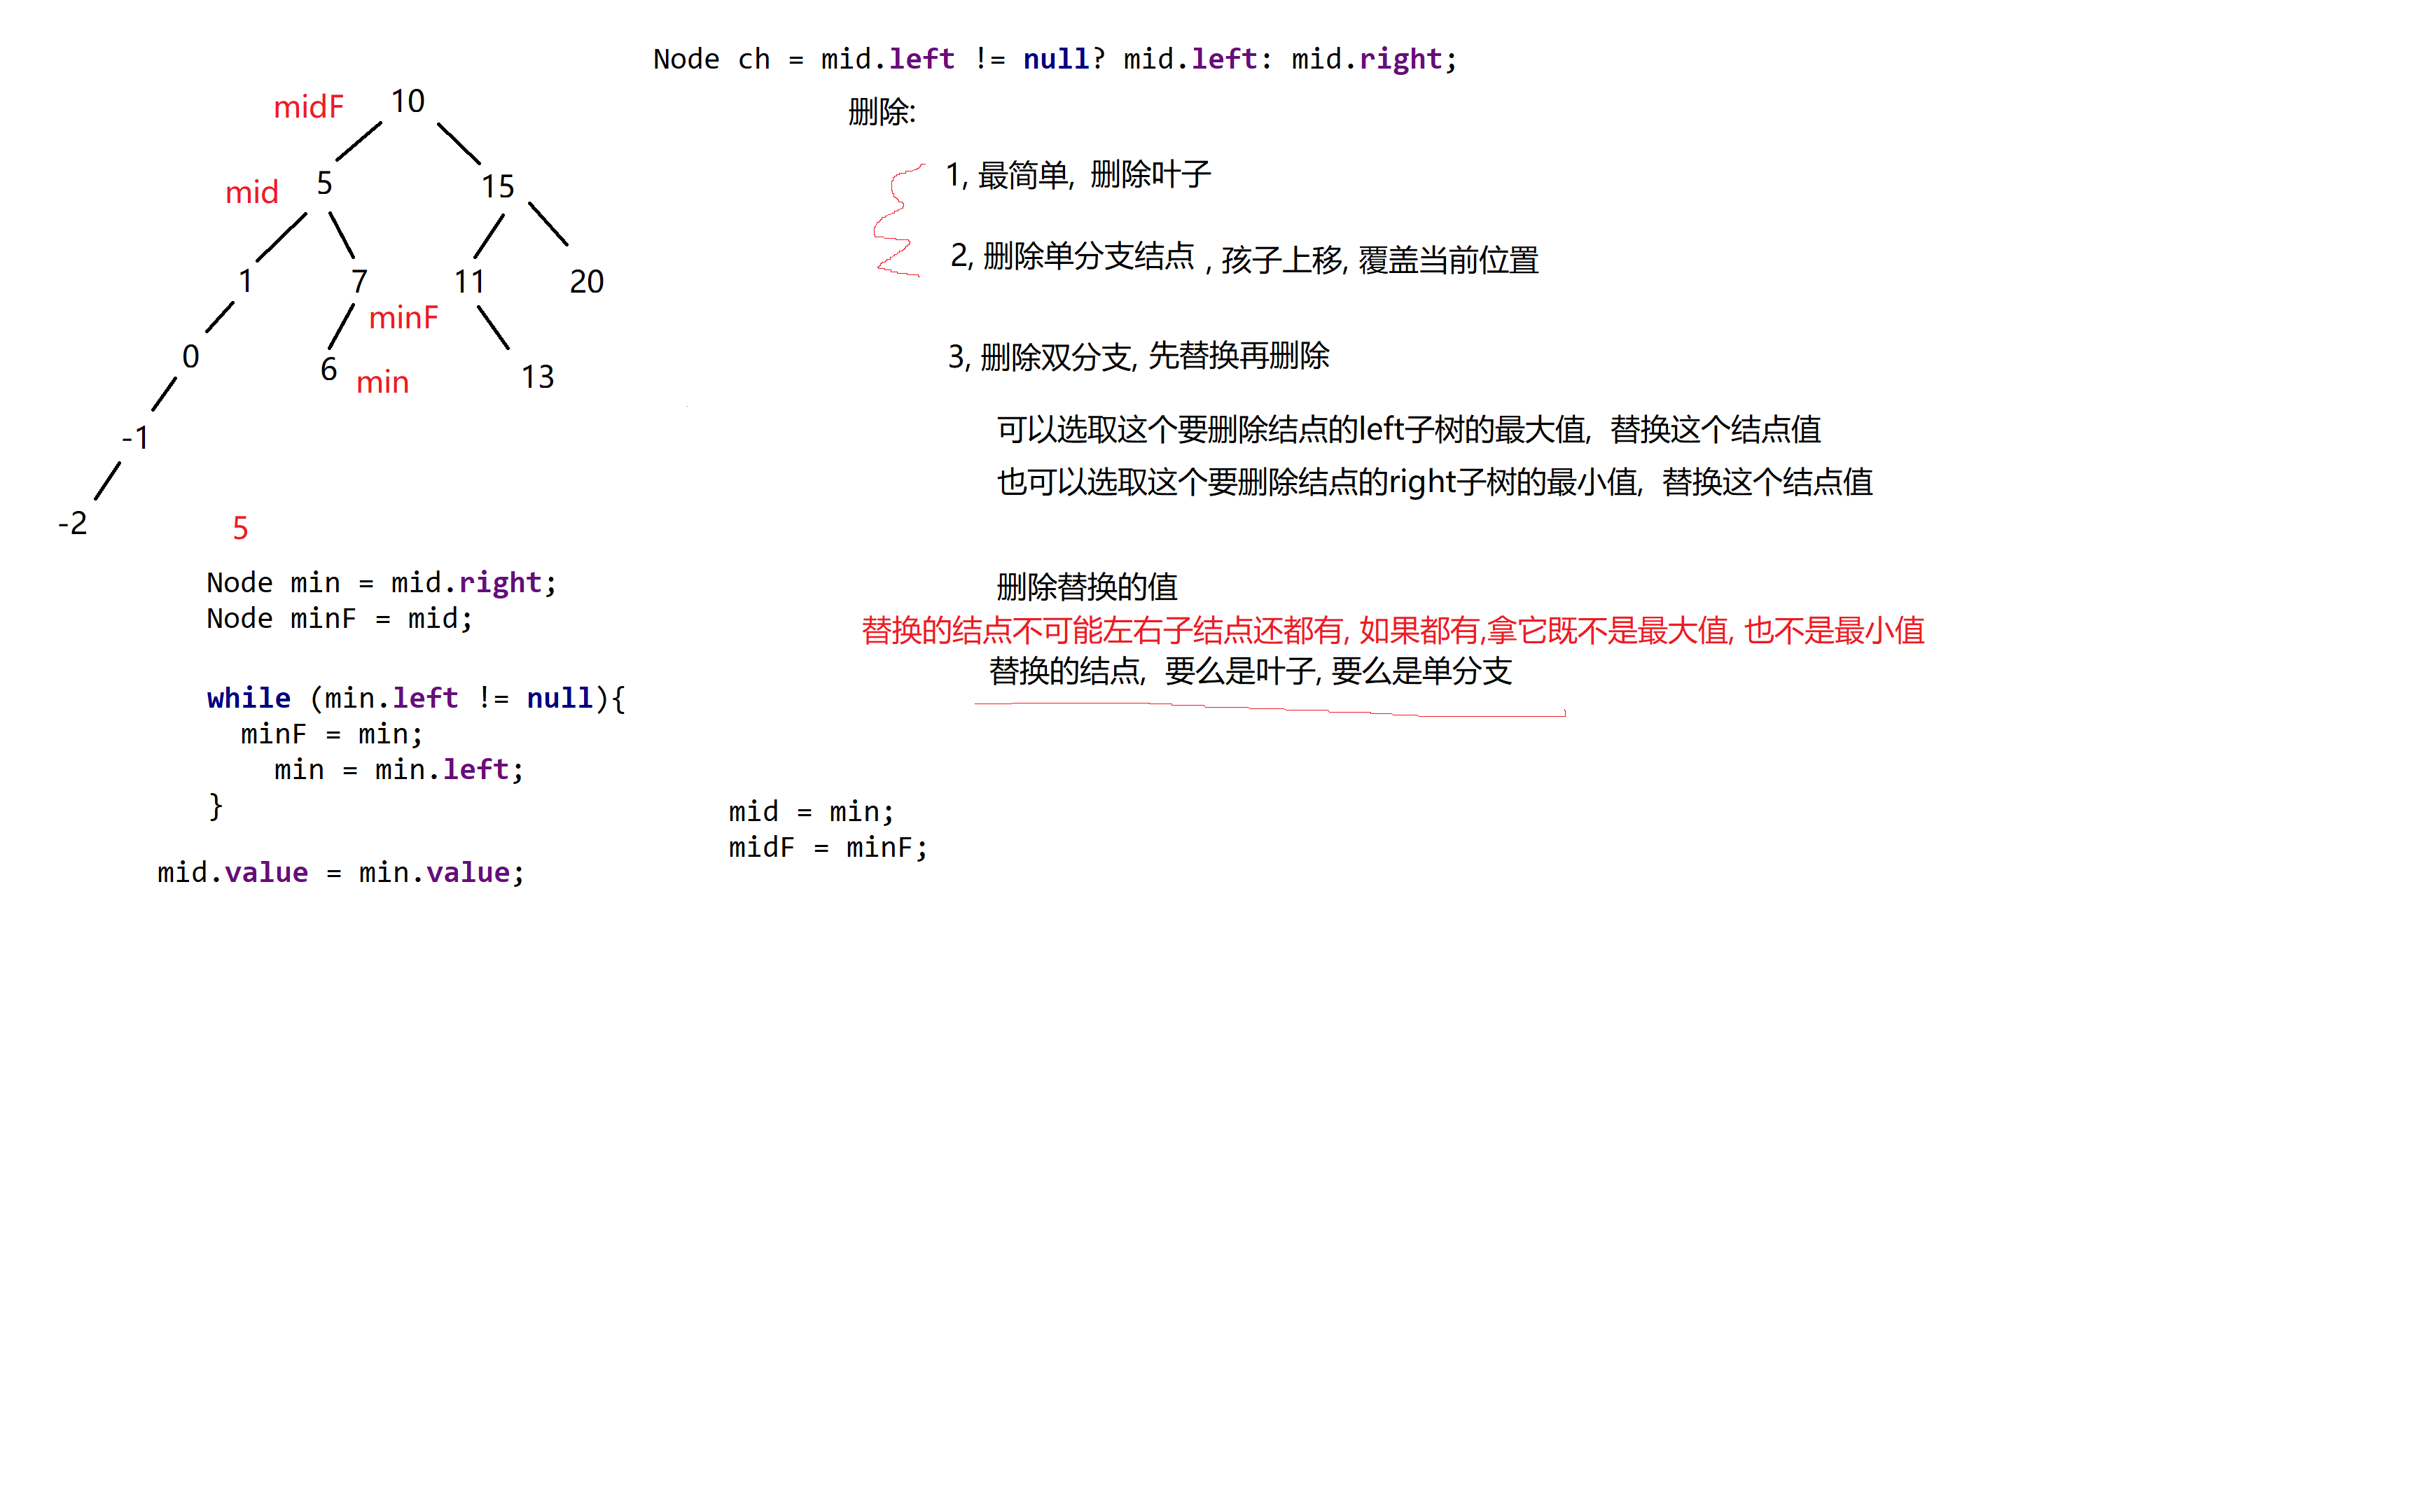 Node ch = mid.left != null? mid.left: mid.right;
midF 10
删除:
mid 5 15
1, 最简单, 删除叶子
2, 删除单分支结点 , 孩子上移, 覆盖当前位置
1 7 11 20
minF
0 6 min 13
3, 删除双分支, 先替换再删除
-1
可以选取这个要删除结点的left子树的最大值, 替换这个结点值
也可以选取这个要删除结点的right子树的最小值, 替换这个结点值
-2 5
Node min = mid.right;
Node minF = mid;
删除替换的值
替换的结点不可能左右子结点还都有, 如果都有,拿它既不是最大值, 也不是最小值
替换的结点, 要么是叶子, 要么是单分支
while (min.left != null){
minF = min;
min = min.left;
}
mid = min;
midF = minF;
mid.value = min.value;